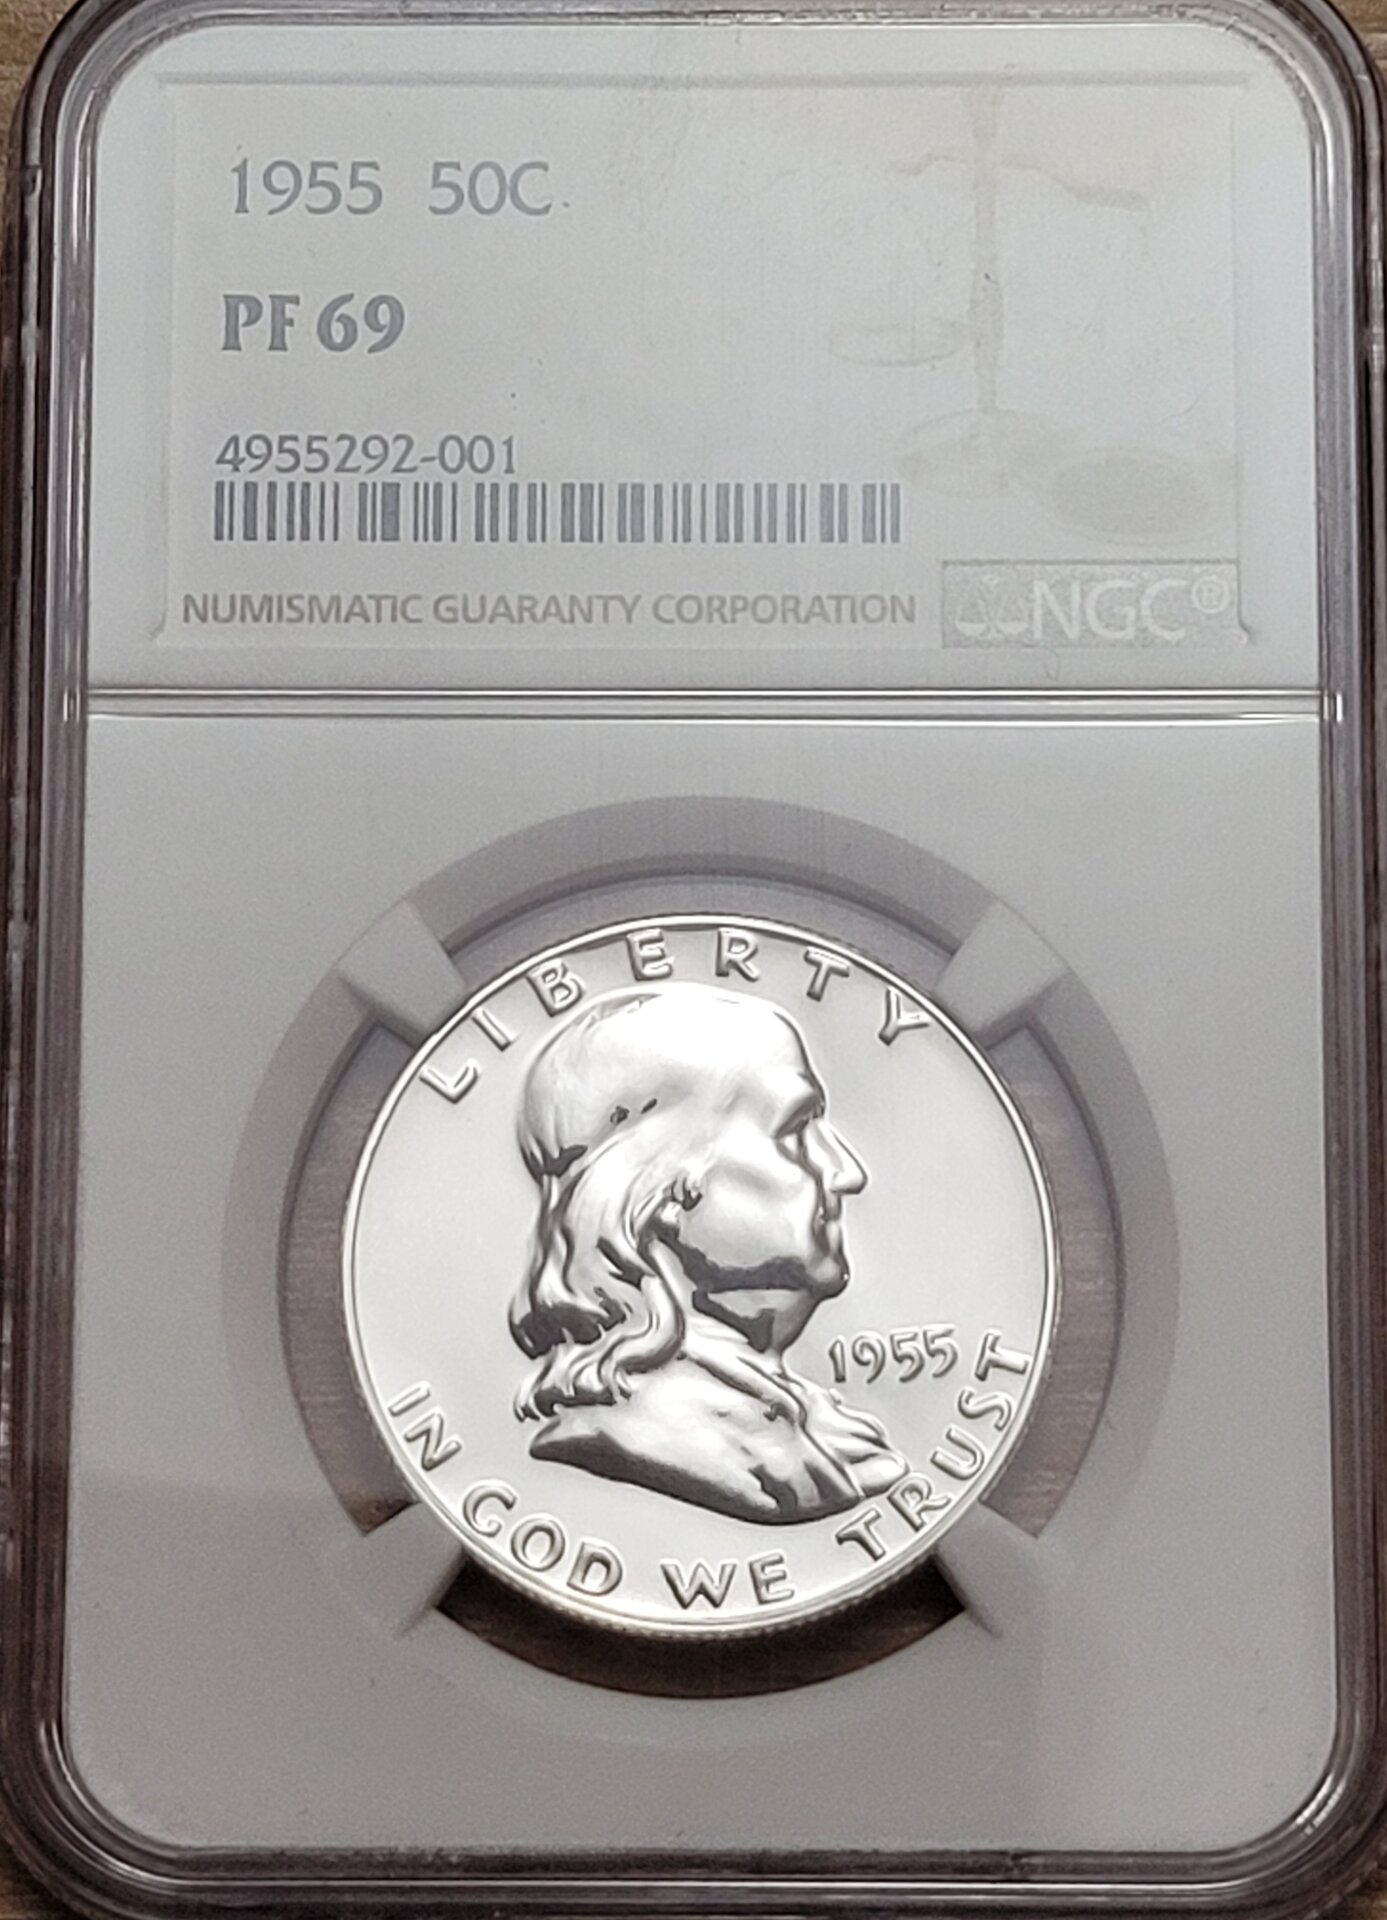 1955 50C
PF 69
4955292-001
NUMISMATIC GUARANTY CORPORATION NGC®
LIBERTY
1955
IN GOD WE TRUST